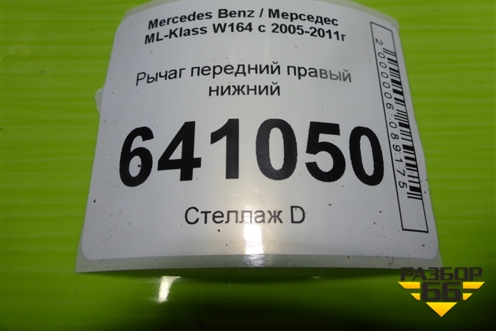 Mercedes Benz / Мерседес
ML-Klass W164 с 2005-2011г
Рычаг передний правый
нижний
641050
Стеллаж D
2000006089175
РАЗБОР
66